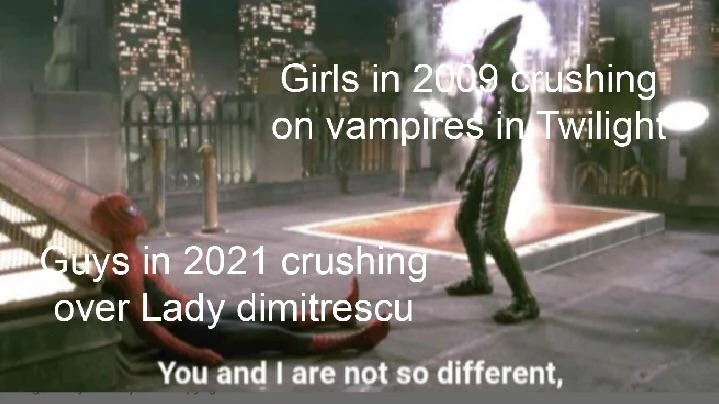 Girls in 2009 crushing
on vampires in Twilight
Guys in 2021 crushing
over Lady dimitrescu
You and I are not so different,